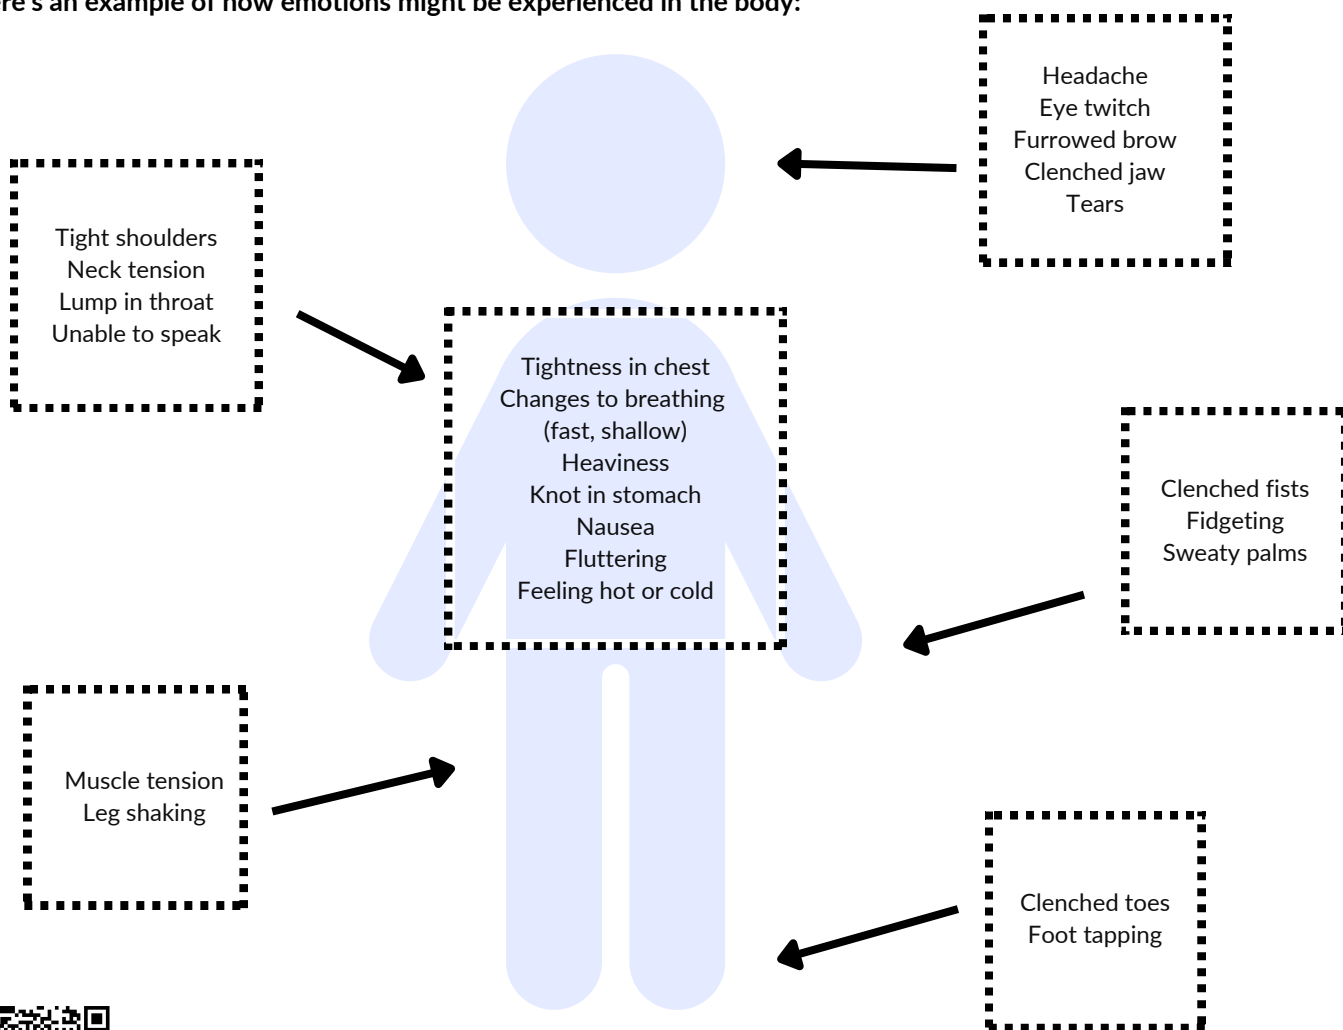 an example of how emotions might be experienced in the body:
Headache
Eye twitch
Furrowed brow
Clenched jaw
Tears
Tight shoulders
Neck tension
Lump in throat
Unable to speak
Tightness in chest
Changes to breathing
(fast, shallow)
Heaviness
Knot in stomach
Nausea
Fluttering
Feeling hot or cold
Clenched fists
Fidgeting
Sweaty palms
Muscle tension
Leg shaking
Clenched toes
Foot tapping